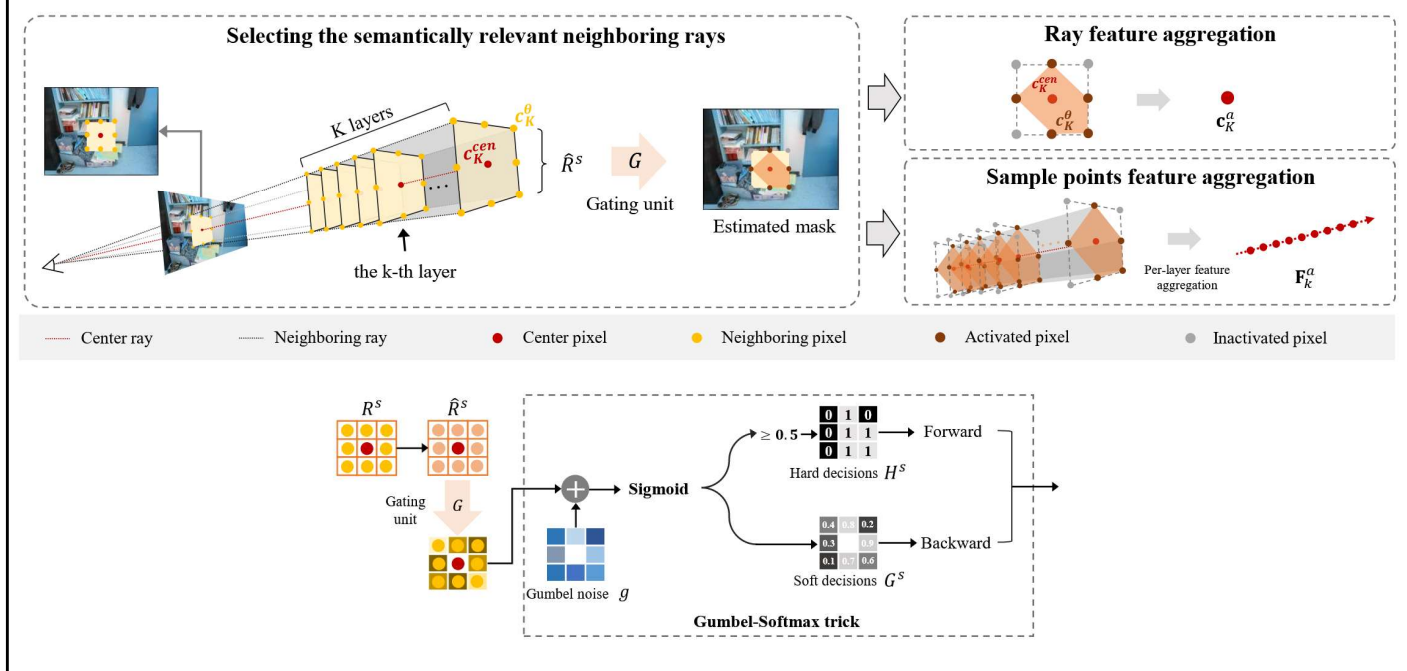 Selecting the semantically relevant neighboring rays
K layers
c_K^θ
c_K^{cen}
R̂^s
G
Gating unit
Estimated mask
the k-th layer
Ray feature aggregation
c_K^{cen}
c_K^θ
c_K^a
Sample points feature aggregation
Per-layer feature
aggregation
F_k^a
Center ray
Neighboring ray
Center pixel
Neighboring pixel
Activated pixel
Inactivated pixel
R^s
R̂^s
Gating
unit
G
Gumbel noise g
+
Sigmoid
≥ 0.5
0 1 0
0 1 1
0 1 1
Hard decisions H^s
Forward
0.4 0.8 0.2
0.3 0.9
0.1 0.7 0.6
Soft decisions G^s
Backward
Gumbel-Softmax trick